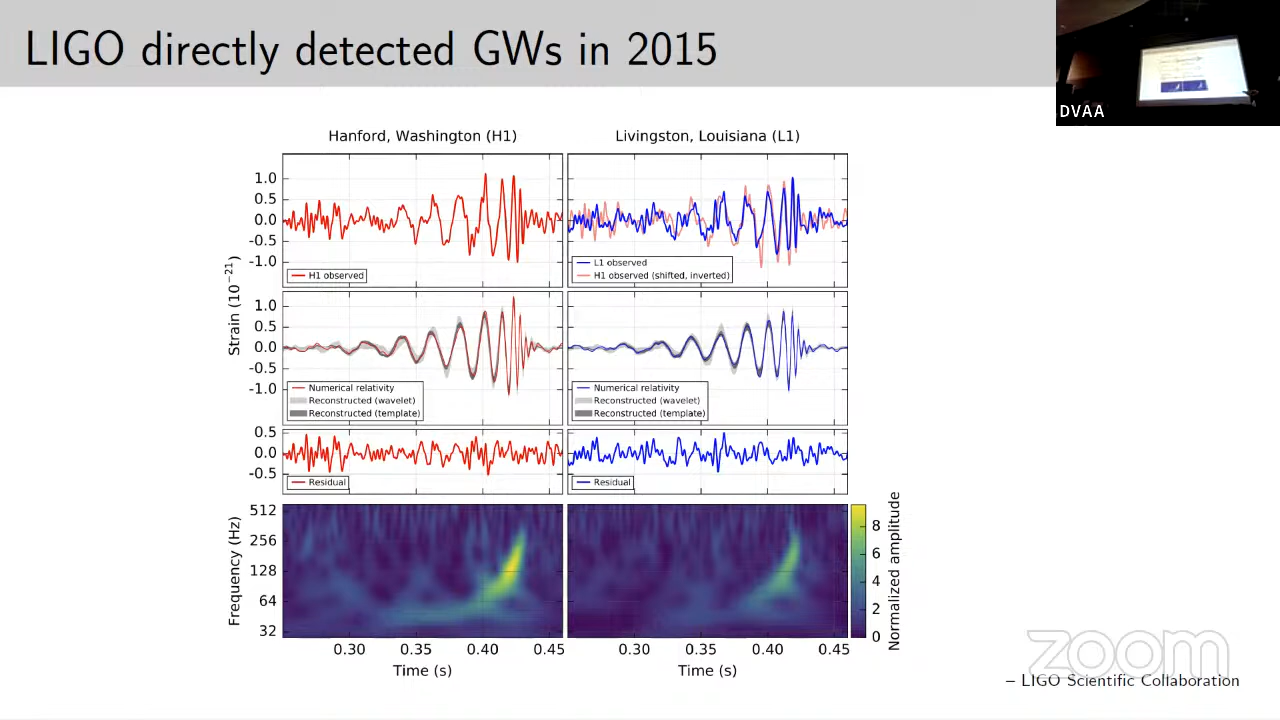 LIGO directly detected GWs in 2015
DVAA
Hanford, Washington (H1)
Livingston, Louisiana (L1)
Strain (10⁻²¹)
1.0
0.5
0.0
-0.5
-1.0
H1 observed
L1 observed
H1 observed (shifted, inverted)
1.0
0.5
0.0
-0.5
-1.0
Numerical relativity
Reconstructed (wavelet)
Reconstructed (template)
Numerical relativity
Reconstructed (wavelet)
Reconstructed (template)
0.5
0.0
-0.5
Residual
Residual
Frequency (Hz)
512
256
128
64
32
Normalized amplitude
8
6
4
2
0
0.30 0.35 0.40 0.45
0.30 0.35 0.40 0.45
Time (s)
Time (s)
zoom
– LIGO Scientific Collaboration